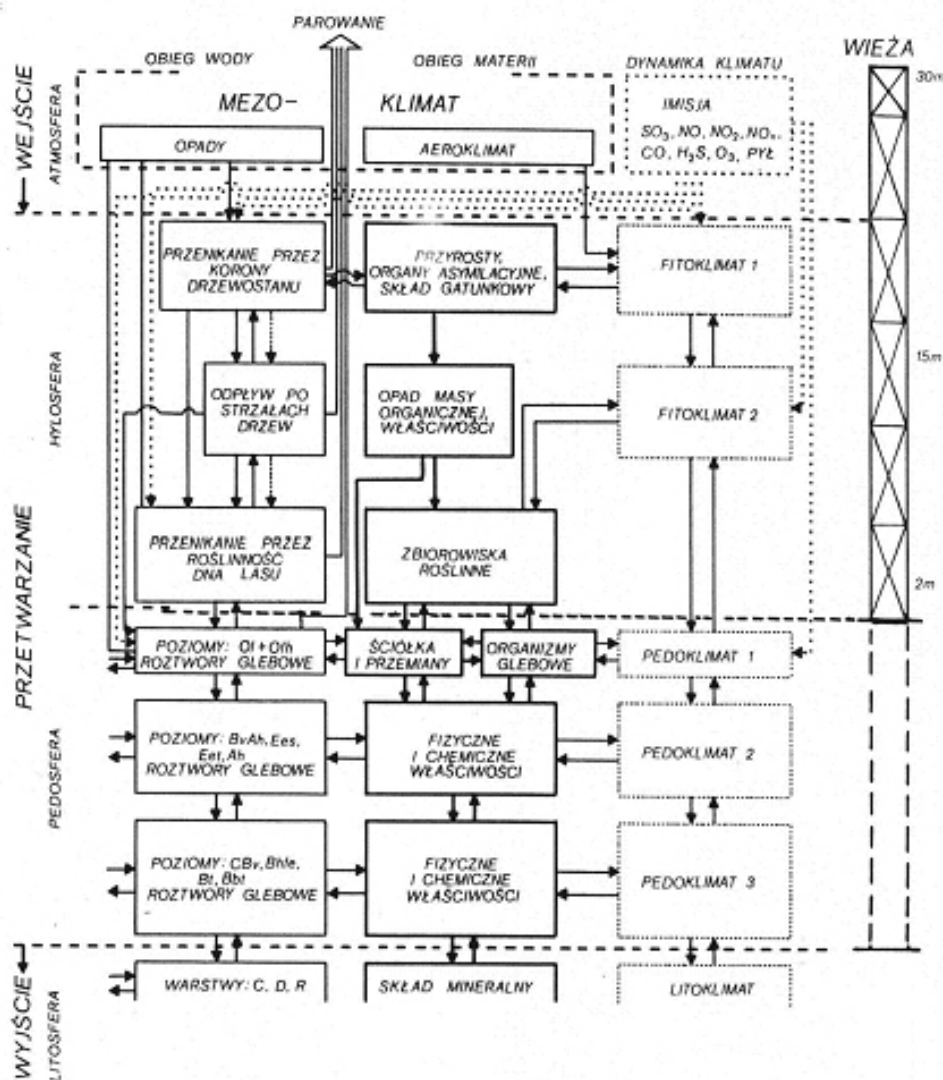 PAROWANIE
OBIEG WODY
OBIEG MATERII
DYNAMIKA KLIMATU
WIEŻA
WEJŚCIE
ATMOSFERA
MEZO-
KLIMAT
IMISJA
SO₃, NO, NO₂, NOₓ,
CO, H₂S, O₃, PYŁ
30m
OPADY
AEROKLIMAT
PRZENIKANIE PRZEZ
KORONY
DRZEWOSTANU
PRZYROSTY,
ORGANY ASYMILACYJNE,
SKŁAD GATUNKOWY
FITOKLIMAT 1
HYLOSFERA
15m
ODPŁYW PO
STRZAŁACH
DRZEW
OPAD MASY
ORGANICZNEJ,
WŁAŚCIWOŚCI
FITOKLIMAT 2
PRZETWARZANIE
PRZENIKANIE PRZEZ
ROŚLINNOŚĆ
DNA LASU
ZBIOROWISKA
ROŚLINNE
2m
POZIOMY: Ol + Ofh
ROZTWORY GLEBOWE
ŚCIÓŁKA
I PRZEMIANY
ORGANIZMY
GLEBOWE
PEDOKLIMAT 1
PEDOSFERA
POZIOMY: BvAh, Ees,
Eet, Ah
ROZTWORY GLEBOWE
FIZYCZNE
I CHEMICZNE
WŁAŚCIWOŚCI
PEDOKLIMAT 2
POZIOMY: CBv, Bhfe,
Bt, Bbt
ROZTWORY GLEBOWE
FIZYCZNE
I CHEMICZNE
WŁAŚCIWOŚCI
PEDOKLIMAT 3
WYJŚCIE
LITOSFERA
WARSTWY: C, D, R
SKŁAD MINERALNY
LITOKLIMAT